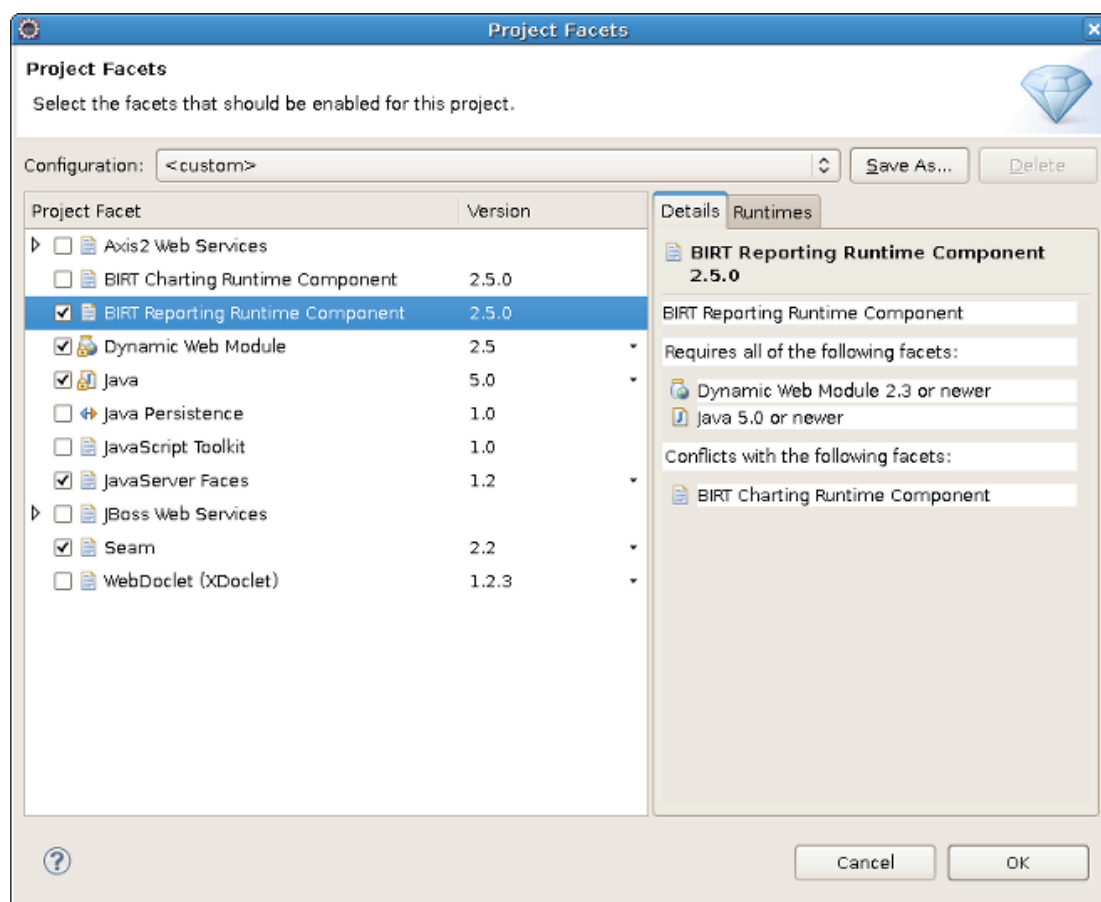 Project Facets
Project Facets
Select the facets that should be enabled for this project.
Configuration: <custom> Save As... Delete
Project Facet Version
Axis2 Web Services
BIRT Charting Runtime Component 2.5.0
BIRT Reporting Runtime Component 2.5.0
Dynamic Web Module 2.5
Java 5.0
Java Persistence 1.0
JavaScript Toolkit 1.0
JavaServer Faces 1.2
JBoss Web Services
Seam 2.2
WebDoclet (XDoclet) 1.2.3
Details Runtimes
BIRT Reporting Runtime Component
2.5.0
BIRT Reporting Runtime Component
Requires all of the following facets:
Dynamic Web Module 2.3 or newer
Java 5.0 or newer
Conflicts with the following facets:
BIRT Charting Runtime Component
Cancel OK